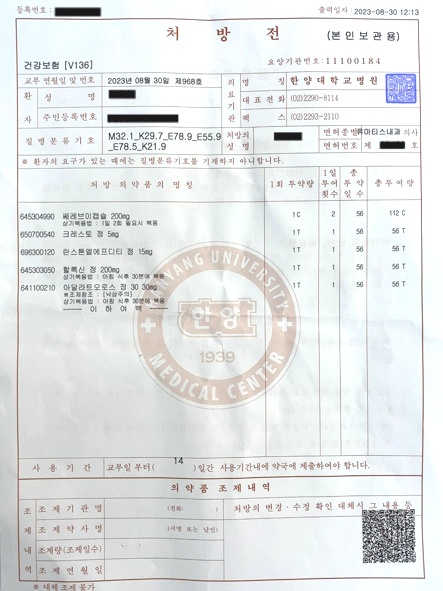 등록번호 :
출력일자 : 2023-08-30 12:13
처 방 전 (본인보관용)
건강보험 [V136]
요양기관번호: 11100184
교부 연월일 및 번호 2023년 08월 30일 제968호
의료기관
명 칭 한양대학교병원
환자
성 명
대표전화 (02)2290-8114
주민등록번호
팩 스 (02)2293-2110
질병분류기호 M32.1_K29.7_E78.9_E55.9
_E78.5_K21.9
처방의 성명
면허종별 류마티스내과 의사
면허번호 제 호
※ 환자의 요구가 있는 때에는 질병분류기호를 기재하지 아니합니다.
처방 의약품의 명칭 1회 투약량 1일 투여 횟수 총 투약 일수 총 투여량
645304990 쎄레브이캡슐 200mg 1C 2 56 112 C
상기복용법 : 1일 2회 필요시 복용
650700540 크레스토 정 5mg 1T 1 56 56 T
696300120 란스톤엘에프디티 정 15mg 1T 1 56 56 T
645303050 할록신 정 200mg 1T 1 56 56 T
상기복용법 : 아침 식후 30분에 복용
641100210 아달라트오로스 정 30 30mg 1T 1 56 56 T
※조제참조 : [낙상주의]
상기복용법 : 아침 식후 30분에 복용
---- 이 하 여 백 ----
HANYANG UNIVERSITY
한양
1939
MEDICAL CENTER
사 용 기 간 교부일부터( 14 )일간 사용기간내에 약국에 제출하여야 합니다.
의약품 조제내역
조제내역
조제기관명 (전화: )
처방의 변경·수정 확인 대체시 그 내용 등
조제약사명 (서명 또는 날인)
조제량(조제일수)
조제연월일
※ 대체 조제 불가